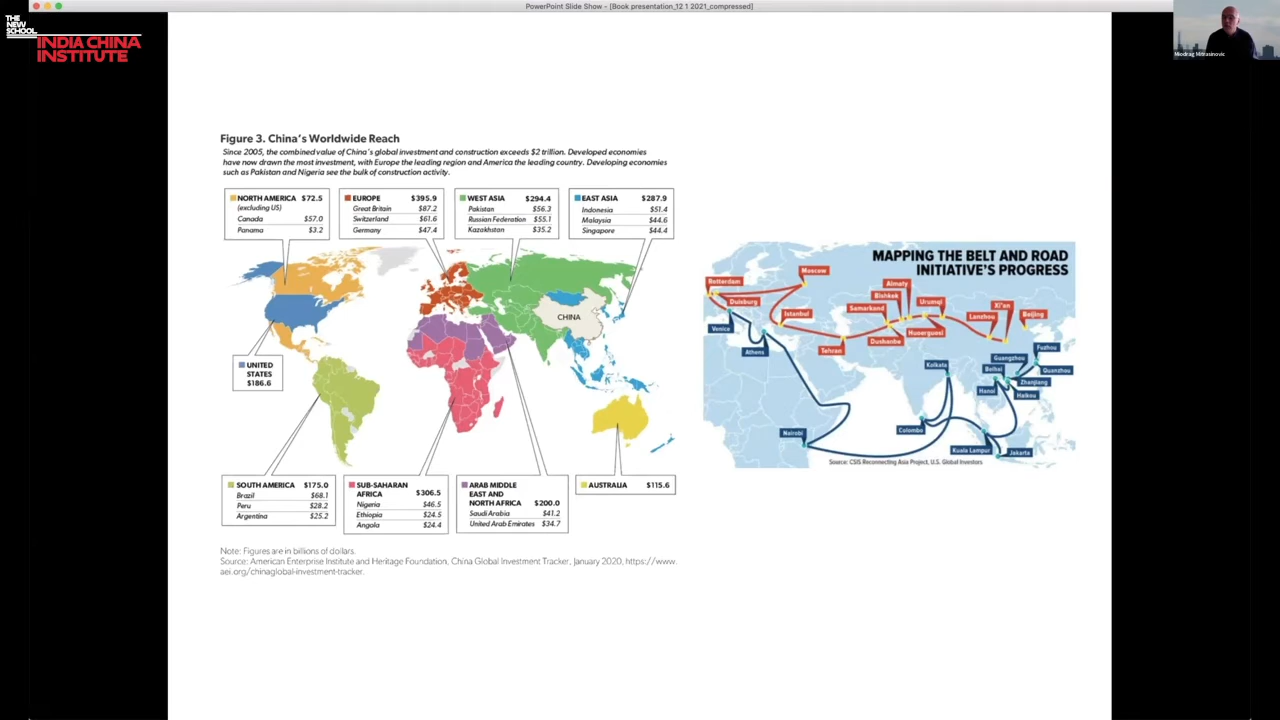 PowerPoint Slide Show - [Book presentation_12 1 2021_compressed]
THE
NEW
SCHOOL
INDIA CHINA
INSTITUTE
Miodrag Mitrasinovic
Figure 3. China's Worldwide Reach
Since 2005, the combined value of China's global investment and construction exceeds $2 trillion. Developed economies
have now drawn the most investment, with Europe the leading region and America the leading country. Developing economies
such as Pakistan and Nigeria see the bulk of construction activity.
NORTH AMERICA $72.5
(excluding US)
Canada $57.0
Panama $3.2
EUROPE $395.9
Great Britain $87.2
Switzerland $61.6
Germany $47.4
WEST ASIA $294.4
Pakistan $56.3
Russian Federation $55.1
Kazakhstan $35.2
EAST ASIA $287.9
Indonesia $51.4
Malaysia $44.6
Singapore $44.4
CHINA
UNITED
STATES
$186.6
SOUTH AMERICA $175.0
Brazil $68.1
Peru $28.2
Argentina $25.2
SUB-SAHARAN
AFRICA $306.5
Nigeria $46.5
Ethiopia $24.5
Angola $24.4
ARAB MIDDLE
EAST AND
NORTH AFRICA $200.0
Saudi Arabia $41.2
United Arab Emirates $34.7
AUSTRALIA $115.6
Note: Figures are in billions of dollars.
Source: American Enterprise Institute and Heritage Foundation, China Global Investment Tracker, January 2020, https://www.
aei.org/chinaglobal-investment-tracker.
MAPPING THE BELT AND ROAD
INITIATIVE'S PROGRESS
Moscow
Rotterdam
Duisburg
Venice
Athens
Istanbul
Tehran
Samarkand
Bishkek
Almaty
Dushanbe
Urumqi
Huoerguosi
Lanzhou
Xi'an
Beijing
Fuzhou
Guangzhou
Beihai
Quanzhou
Zhanjiang
Hanoi
Haikou
Kolkata
Colombo
Nairobi
Kuala Lumpur
Jakarta
Source: CSIS Reconnecting Asia Project, U.S. Global Investors